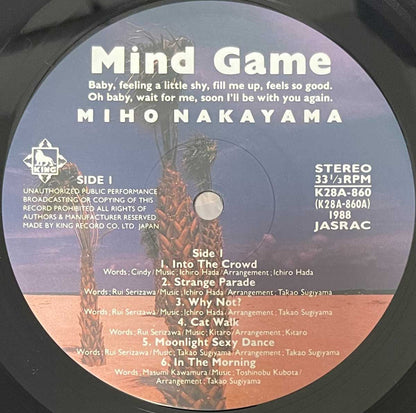 Mind Game
Baby, feeling a little shy, fill me up, feels so good.
Oh baby, wait for me, soon I'll be with you again.
MIHO NAKAYAMA
KING
SIDE 1
UNAUTHORIZED PUBLIC PERFORMANCE
BROADCASTING OR COPYING OF THIS
RECORD PROHIBITED ALL RIGHTS OF
AUTHORS & MANUFACTURER RESERVED
MADE BY KING RECORD CO., LTD. JAPAN
STEREO
33 1/3 RPM
K28A-860
(K28A-860A)
1988
JASRAC
Side 1
1. Into The Crowd
Words ; Cindy/Music ; Ichiro Hada/Arrangement ; Ichiro Hada
2. Strange Parade
Words ; Rui Serizawa/Music ; Ichiro Hada/Arrangement ; Takao Sugiyama
3. Why Not?
Words ; Rui Serizawa/Music ; Ichiro Hada/Arrangement ; Takao Sugiyama
4. Cat Walk
Words ; Rui Serizawa/Music ; Kitaro/Arrangement ; Kitaro
5. Moonlight Sexy Dance
Words ; Rui Serizawa/Music ; Takao Sugiyama/Arrangement ; Takao Sugiyama
6. In The Morning
Words ; Masumi Kawamura/Music ; Toshinobu Kubota/
Arrangement ; Takao Sugiyama